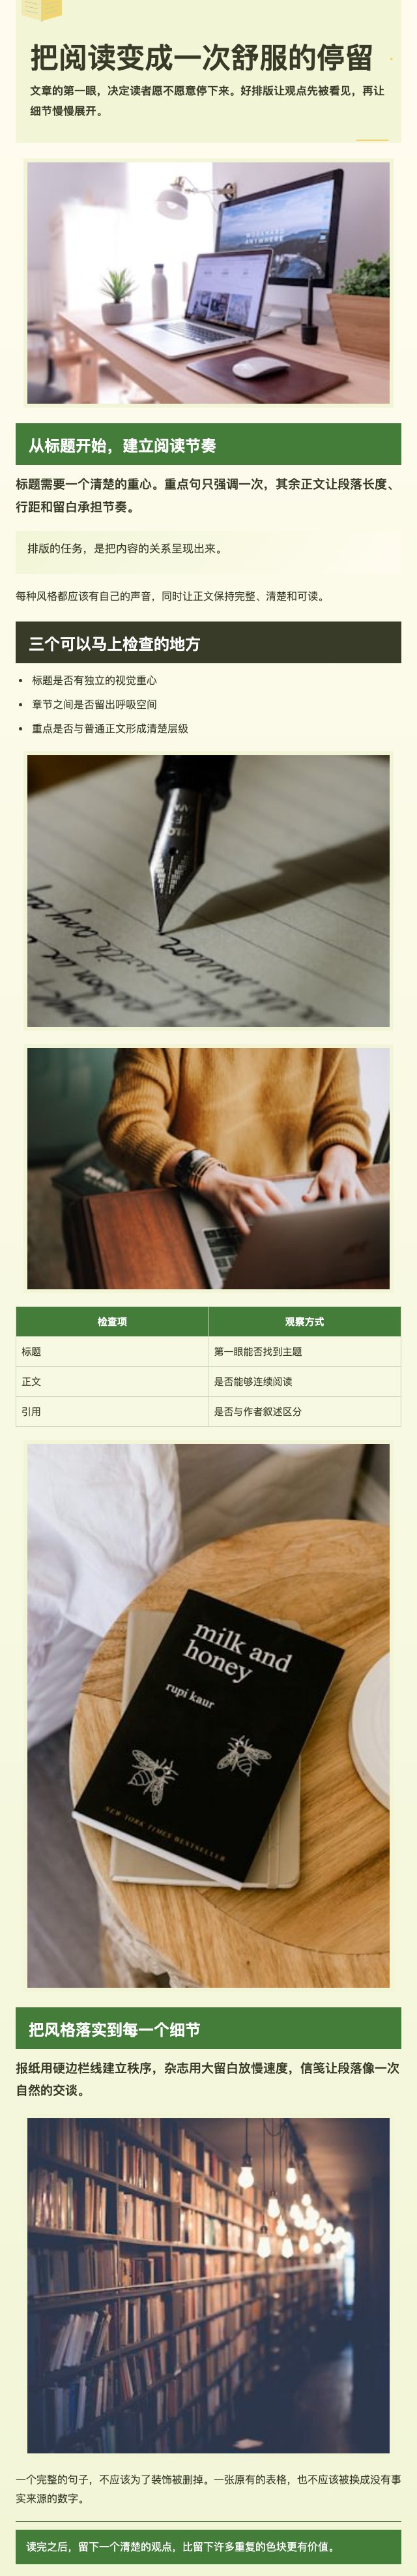 把阅读变成一次舒服的停留
文章的第一眼，决定读者愿不愿意停下来。好排版让观点先被看见，再让
细节慢慢展开。
从标题开始，建立阅读节奏
标题需要一个清楚的重心。重点句只强调一次，其余正文让段落长度、
行距和留白承担节奏。
排版的任务，是把内容的关系呈现出来。
每种风格都应该有自己的声音，同时让正文保持完整、清楚和可读。
三个可以马上检查的地方
• 标题是否有独立的视觉重心
• 章节之间是否留出呼吸空间
• 重点是否与普通正文形成清楚层级
检查项 观察方式
标题 第一眼能否找到主题
正文 是否能够连续阅读
引用 是否与作者叙述区分
milk and
honey
rupi kaur
NEW YORK TIMES BESTSELLER
把风格落实到每一个细节
报纸用硬边栏线建立秩序，杂志用大留白放慢速度，信笺让段落像一次
自然的交谈。
一个完整的句子，不应该为了装饰被删掉。一张原有的表格，也不应该被换成没有事
实来源的数字。
读完之后，留下一个清楚的观点，比留下许多重复的色块更有价值。